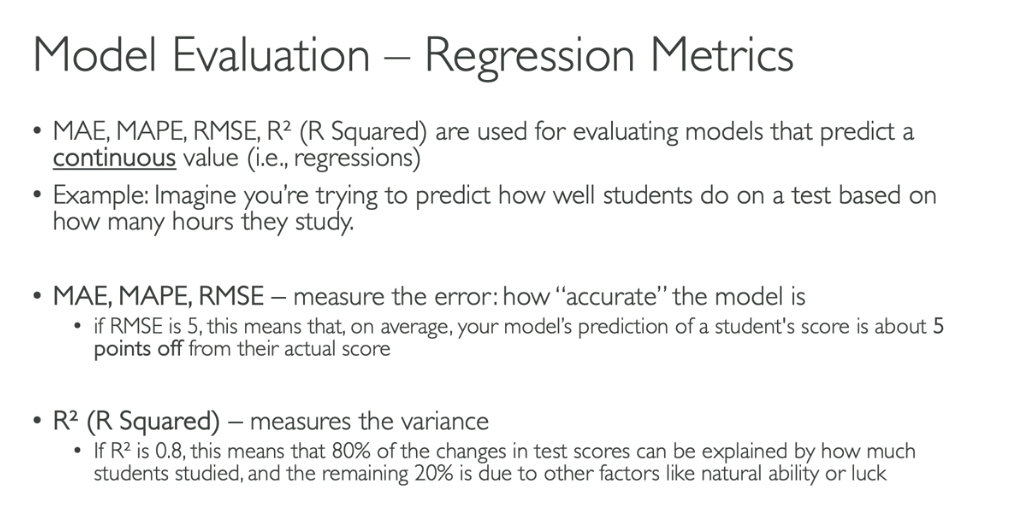 Model Evaluation – Regression Metrics
• MAE, MAPE, RMSE, R² (R Squared) are used for evaluating models that predict a
continuous value (i.e., regressions)
• Example: Imagine you’re trying to predict how well students do on a test based on
how many hours they study.
• MAE, MAPE, RMSE – measure the error: how “accurate” the model is
• if RMSE is 5, this means that, on average, your model’s prediction of a student's score is about 5
points off from their actual score
• R² (R Squared) – measures the variance
• If R² is 0.8, this means that 80% of the changes in test scores can be explained by how much
students studied, and the remaining 20% is due to other factors like natural ability or luck